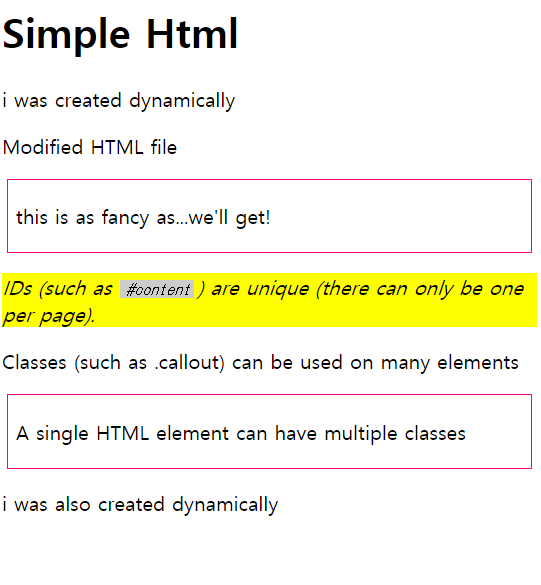 Simple Html
i was created dynamically
Modified HTML file
this is as fancy as...we'll get!
IDs (such as #content) are unique (there can only be one
per page).
Classes (such as .callout) can be used on many elements
A single HTML element can have multiple classes
i was also created dynamically